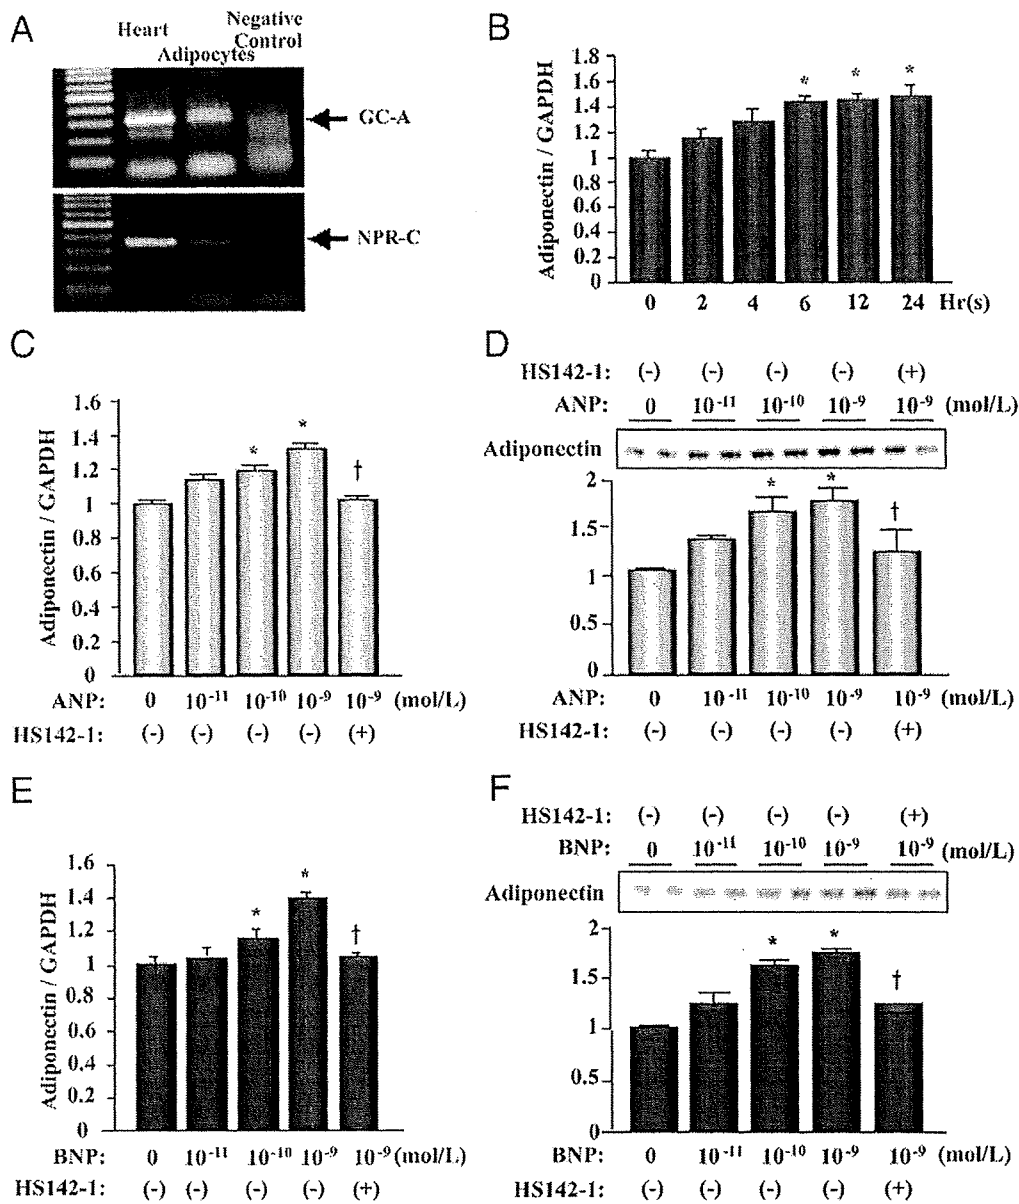 A
Heart
Adipocytes
Negative
Control
GC-A
NPR-C
B
Adiponectin / GAPDH
1.8
1.6
1.4
1.2
1
0.8
0.6
0.4
0.2
0
* * *
0 2 4 6 12 24 Hr(s)
C
Adiponectin / GAPDH
1.6
1.4
1.2
1
0.8
0.6
0.4
0.2
0
* * †
ANP: 0 10⁻¹¹ 10⁻¹⁰ 10⁻⁹ 10⁻⁹ (mol/L)
HS142-1: (-) (-) (-) (-) (+)
D
HS142-1: (-) (-) (-) (-) (+)
ANP: 0 10⁻¹¹ 10⁻¹⁰ 10⁻⁹ 10⁻⁹ (mol/L)
Adiponectin
2
1.5
1
0.5
0
* * †
ANP: 0 10⁻¹¹ 10⁻¹⁰ 10⁻⁹ 10⁻⁹
HS142-1: (-) (-) (-) (-) (+)
E
Adiponectin / GAPDH
1.6
1.4
1.2
1
0.8
0.6
0.4
0.2
0
* * †
BNP: 0 10⁻¹¹ 10⁻¹⁰ 10⁻⁹ 10⁻⁹ (mol/L)
HS142-1: (-) (-) (-) (-) (+)
F
HS142-1: (-) (-) (-) (-) (+)
BNP: 0 10⁻¹¹ 10⁻¹⁰ 10⁻⁹ 10⁻⁹ (mol/L)
Adiponectin
2
1.5
1
0.5
0
* * †
BNP: 0 10⁻¹¹ 10⁻¹⁰ 10⁻⁹ 10⁻⁹
HS142-1: (-) (-) (-) (-) (+)